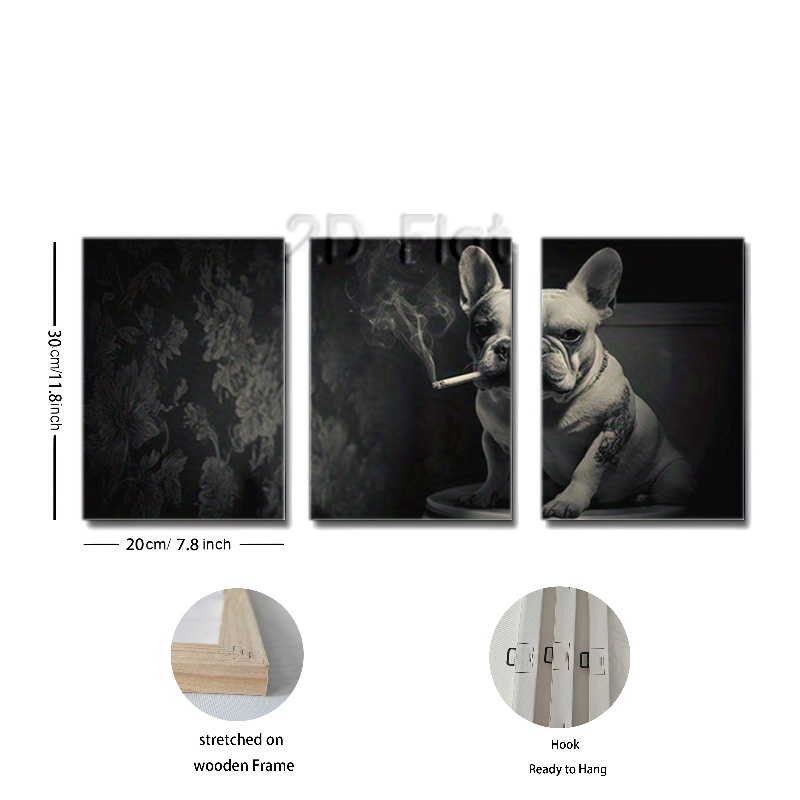 2D Flat
30cm/11.8inch
20cm/ 7.8 inch
stretched on
wooden Frame
Hook
Ready to Hang